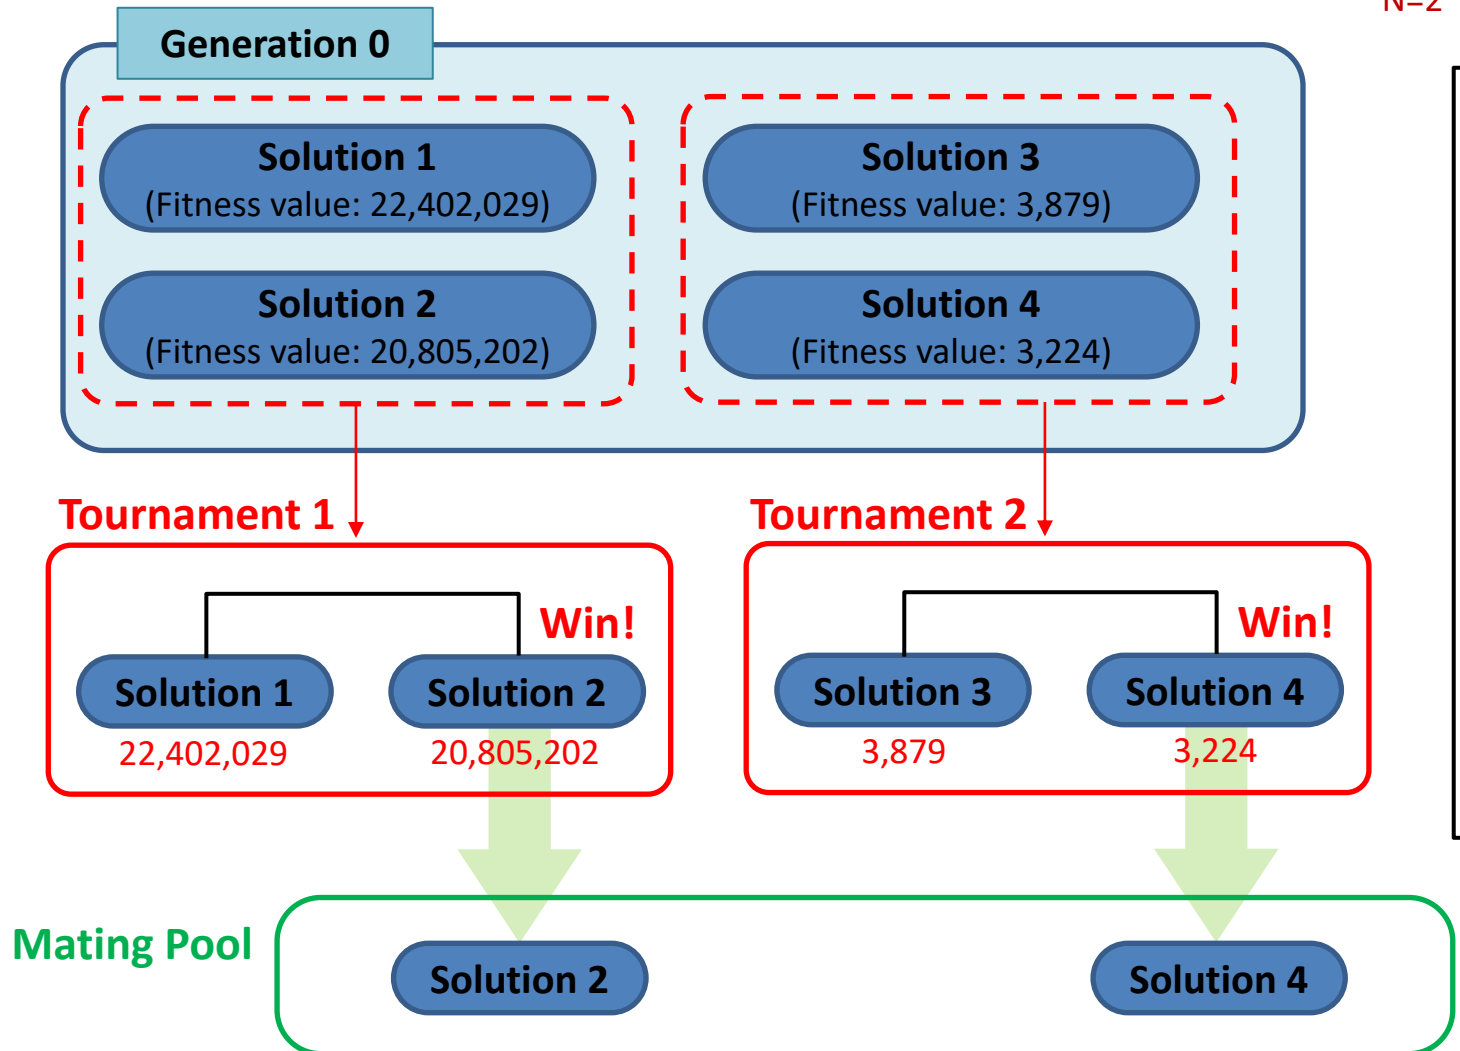 N=2
Generation 0
Solution 1
(Fitness value: 22,402,029)
Solution 2
(Fitness value: 20,805,202)
Solution 3
(Fitness value: 3,879)
Solution 4
(Fitness value: 3,224)
Tournament 1
Win!
Solution 1
Solution 2
22,402,029
20,805,202
Tournament 2
Win!
Solution 3
Solution 4
3,879
3,224
Mating Pool
Solution 2
Solution 4